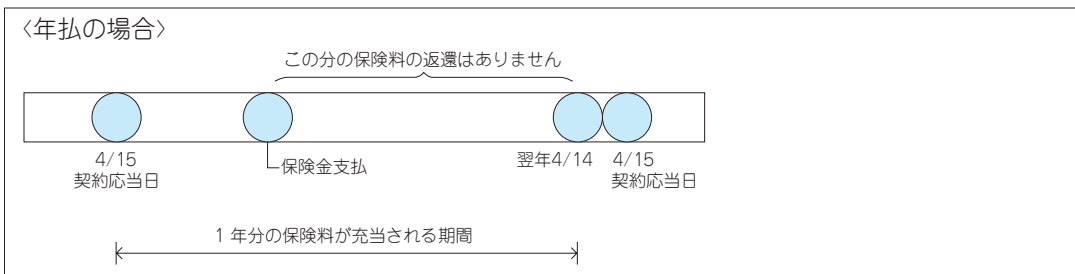 〈年払の場合〉
この分の保険料の返還はありません
4/15
契約応当日
保険金支払
翌年4/14
4/15
契約応当日
1年分の保険料が充当される期間